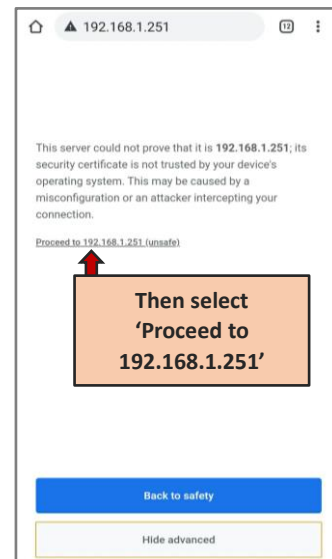 192.168.1.251
12
This server could not prove that it is 192.168.1.251; its
security certificate is not trusted by your device's
operating system. This may be caused by a
misconfiguration or an attacker intercepting your
connection.
Proceed to 192.168.1.251 (unsafe)
Then select
‘Proceed to
192.168.1.251’
Back to safety
Hide advanced